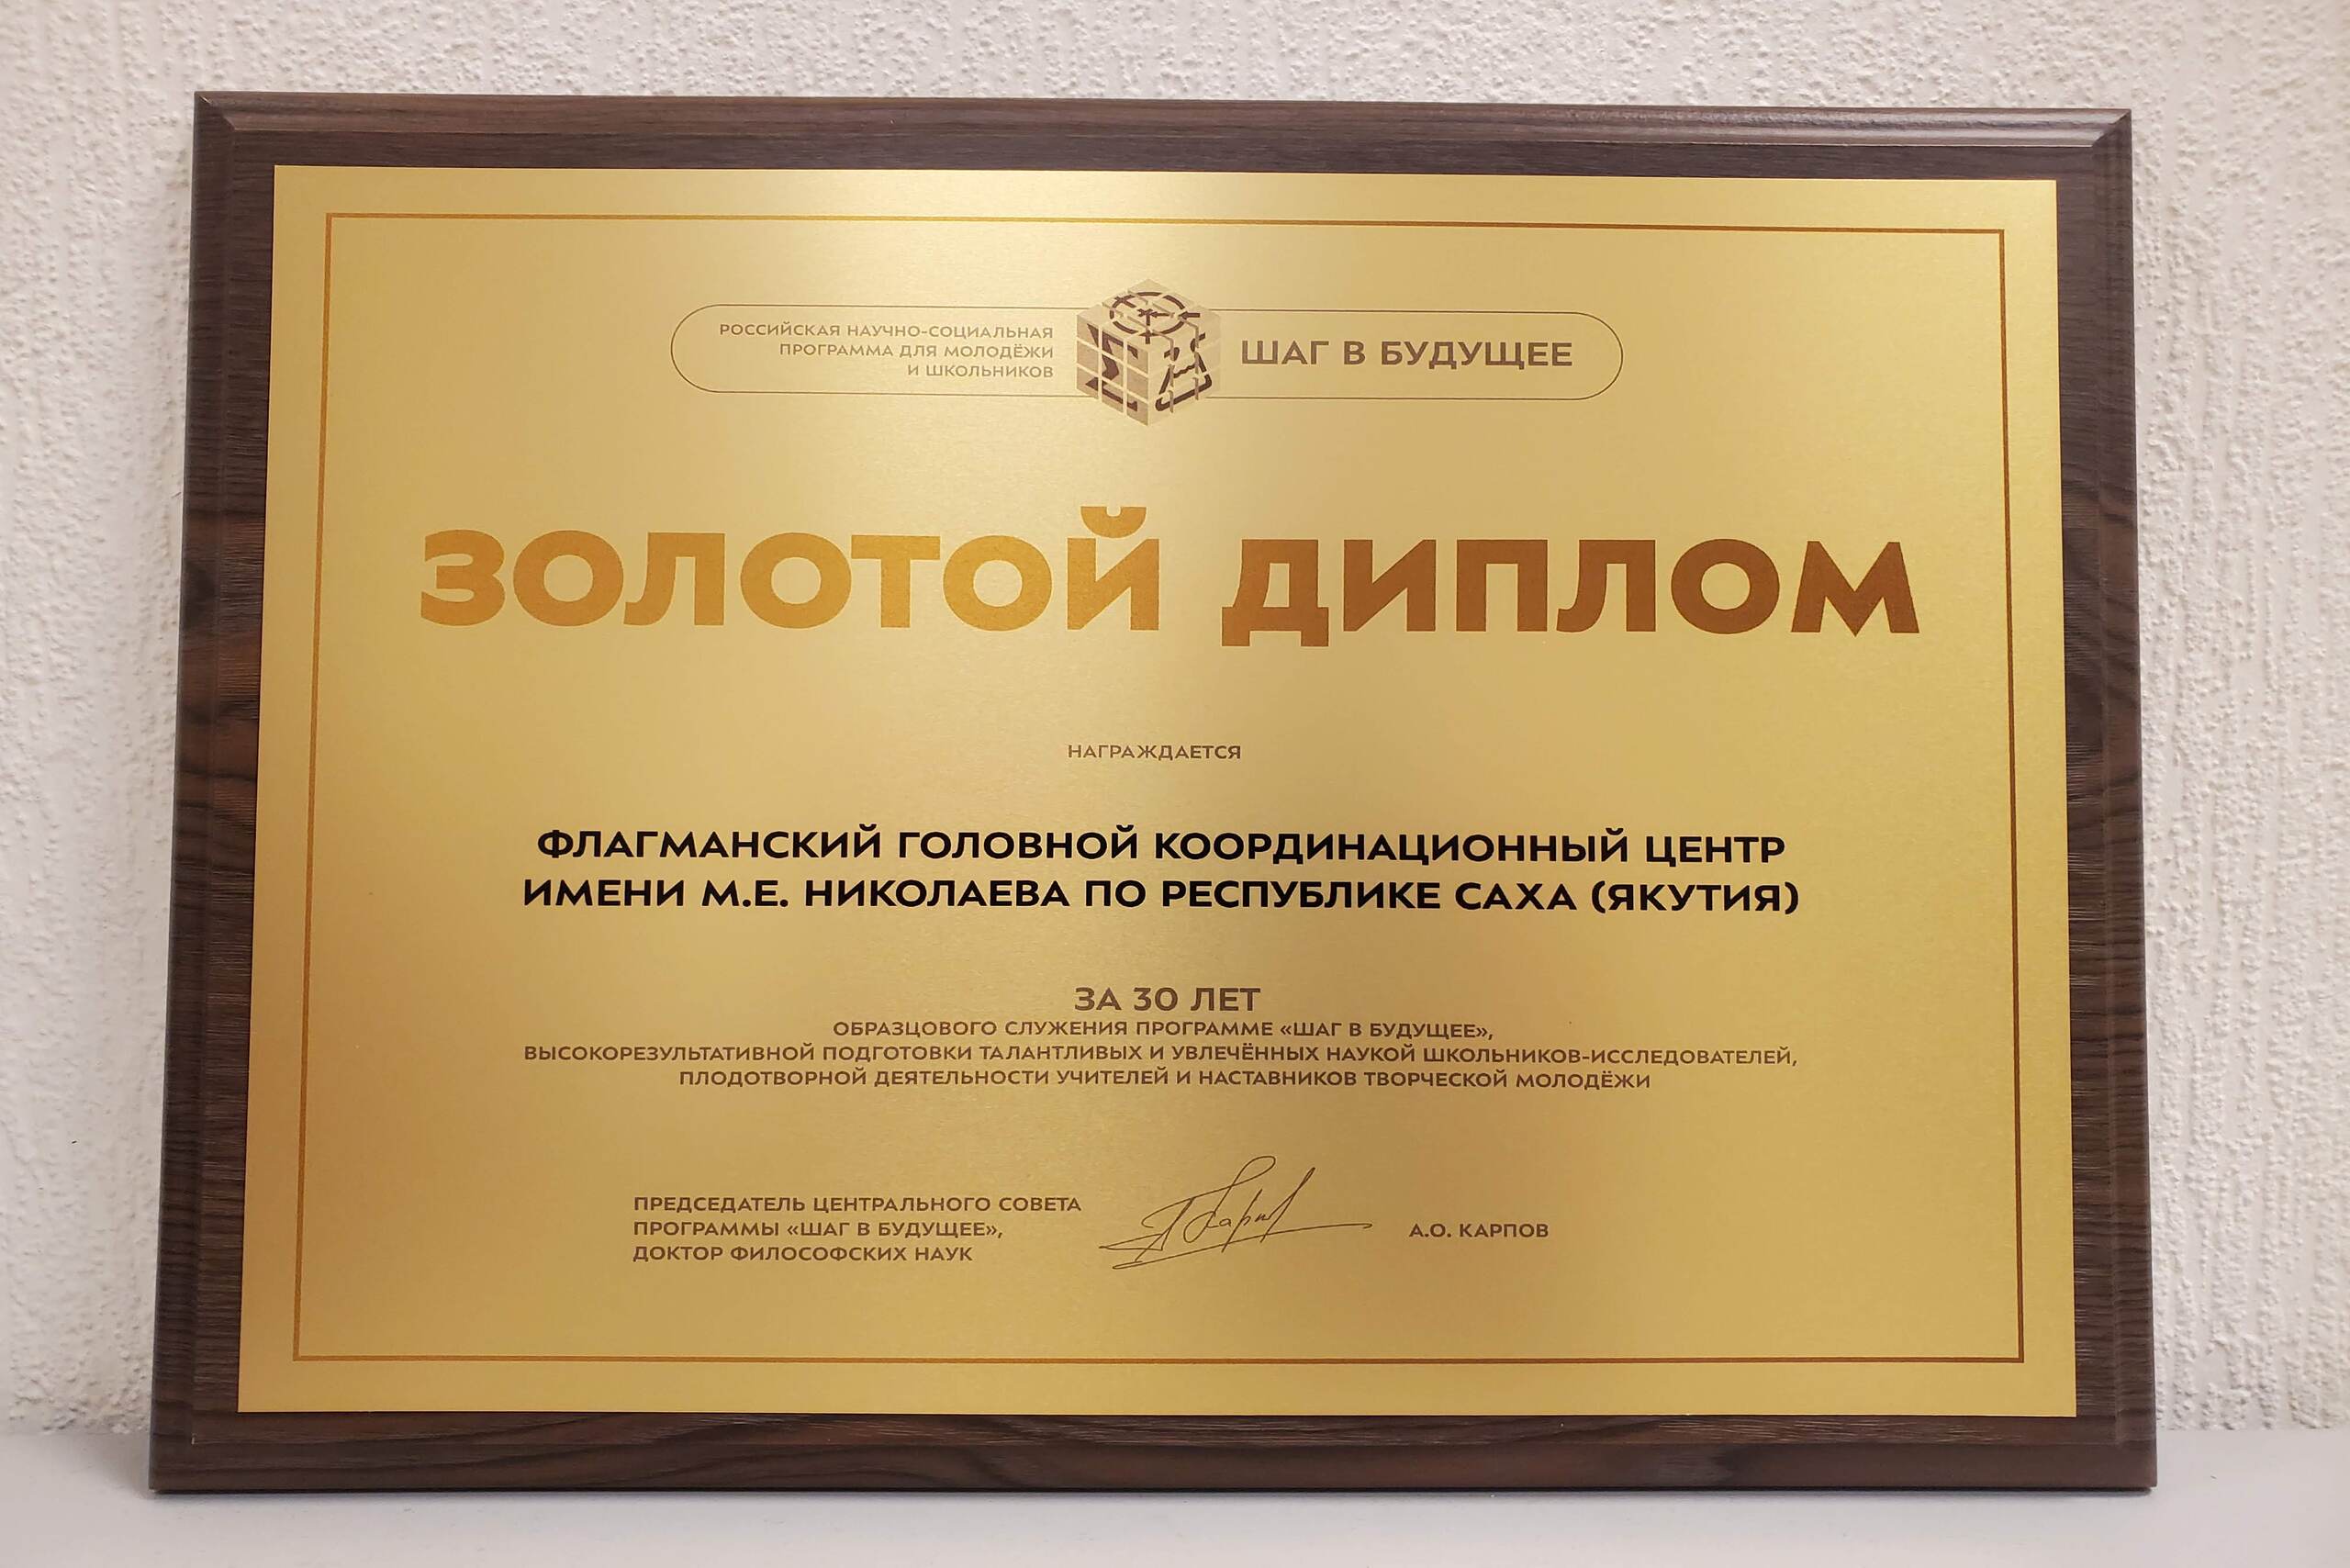 РОССИЙСКАЯ НАУЧНО-СОЦИАЛЬНАЯ
ПРОГРАММА ДЛЯ МОЛОДЁЖИ
И ШКОЛЬНИКОВ
ШАГ В БУДУЩЕЕ
ЗОЛОТОЙ ДИПЛОМ
НАГРАЖДАЕТСЯ
ФЛАГМАНСКИЙ ГОЛОВНОЙ КООРДИНАЦИОННЫЙ ЦЕНТР
ИМЕНИ М.Е. НИКОЛАЕВА ПО РЕСПУБЛИКЕ САХА (ЯКУТИЯ)
ЗА 30 ЛЕТ
ОБРАЗЦОВОГО СЛУЖЕНИЯ ПРОГРАММЕ «ШАГ В БУДУЩЕЕ»,
ВЫСОКОРЕЗУЛЬТАТИВНОЙ ПОДГОТОВКИ ТАЛАНТЛИВЫХ И УВЛЕЧЁННЫХ НАУКОЙ ШКОЛЬНИКОВ-ИССЛЕДОВАТЕЛЕЙ,
ПЛОДОТВОРНОЙ ДЕЯТЕЛЬНОСТИ УЧИТЕЛЕЙ И НАСТАВНИКОВ ТВОРЧЕСКОЙ МОЛОДЁЖИ
ПРЕДСЕДАТЕЛЬ ЦЕНТРАЛЬНОГО СОВЕТА
ПРОГРАММЫ «ШАГ В БУДУЩЕЕ»,
ДОКТОР ФИЛОСОФСКИХ НАУК
А.О. КАРПОВ